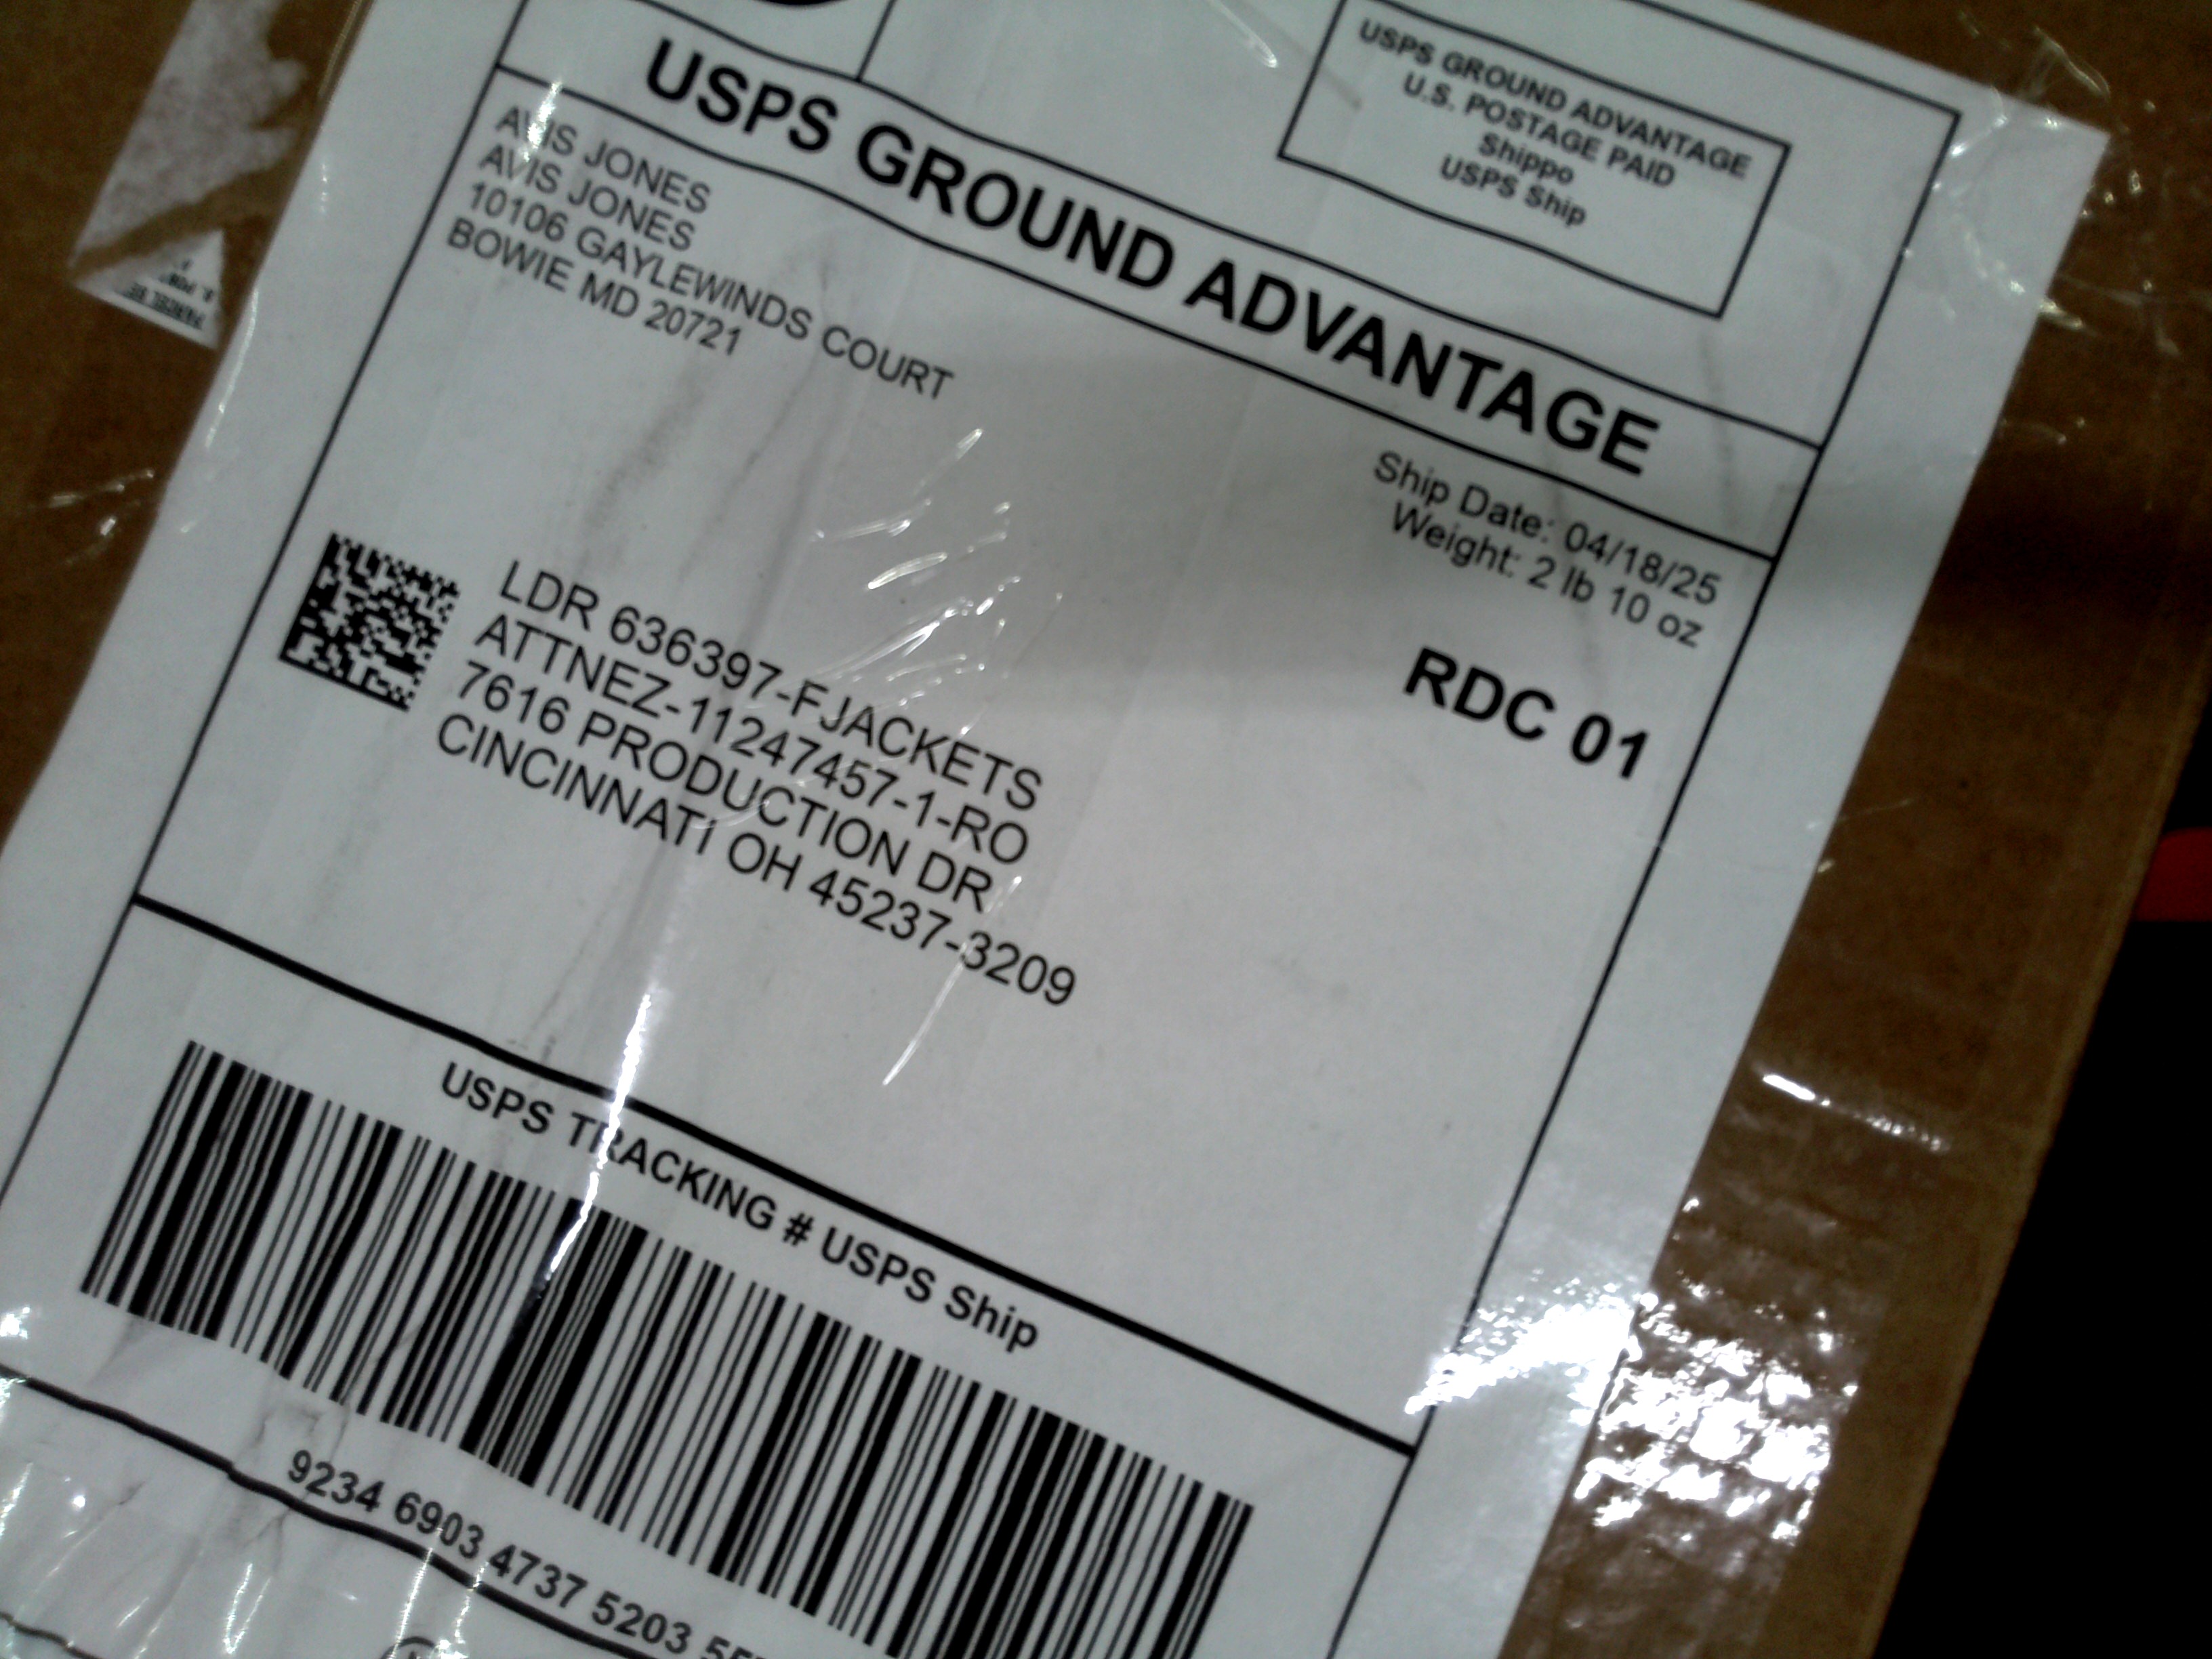 USPS GROUND ADVANTAGE
U.S. POSTAGE PAID
Shippo
USPS Ship
USPS GROUND ADVANTAGE
AVIS JONES
AVIS JONES
10106 GAYLEWINDS COURT
BOWIE MD 20721
Ship Date: 04/18/25
Weight: 2 lb 10 oz
RDC 01
LDR 636397-FJACKETS
ATTNEZ-11247457-1-RO
7616 PRODUCTION DR
CINCINNATI OH 45237-3209
USPS TRACKING # USPS Ship
9234 6903 4737 5203